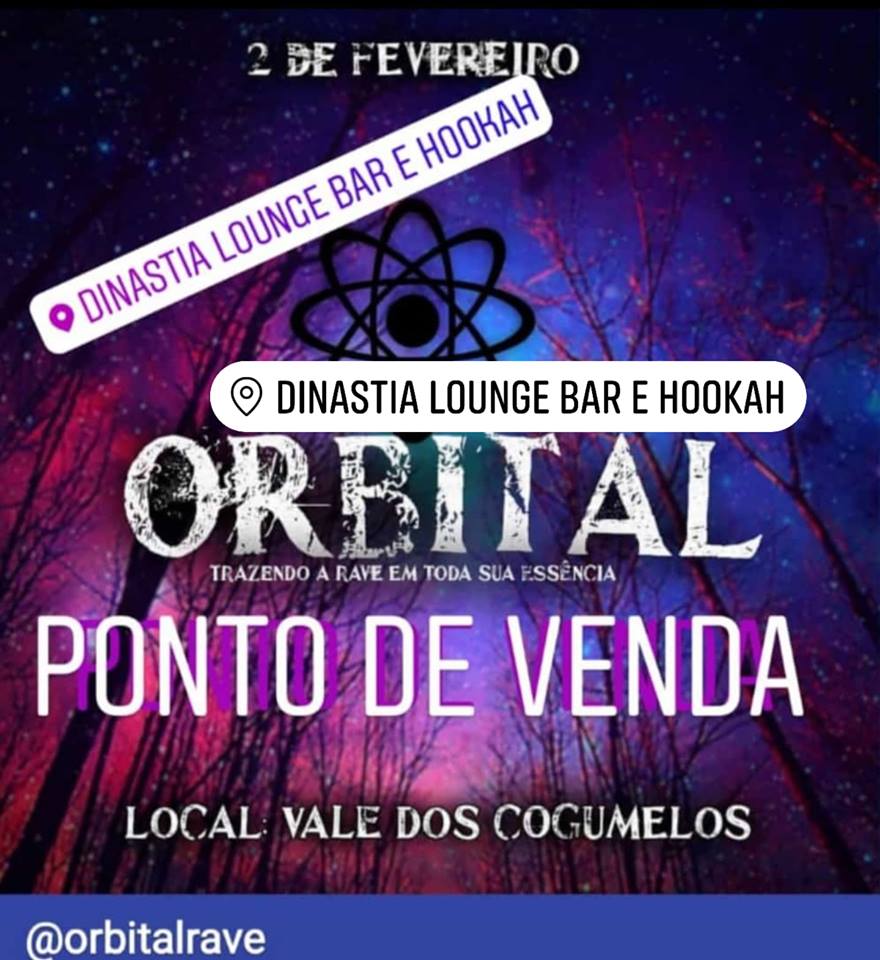 2 DE FEVEREIRO
DINASTIA LOUNGE BAR E HOOKAH
DINASTIA LOUNGE BAR E HOOKAH
ORBITAL
TRAZENDO A RAVE EM TODA SUA ESSÊNCIA
PONTO DE VENDA
LOCAL: VALE DOS COGUMELOS
@orbitalrave